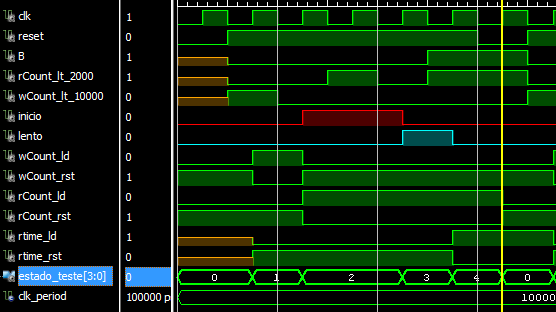 clk 1
reset 0
B 1
rCount_lt_2000 1
wCount_lt_10000 0
inicio 0
lento 0
wCount_ld 0
wCount_rst 1
rCount_ld 0
rCount_rst 1
rtime_ld 1
rtime_rst 0
estado_teste[3:0] 0 0 1 2 3 4 0
clk_period 100000 p 10000